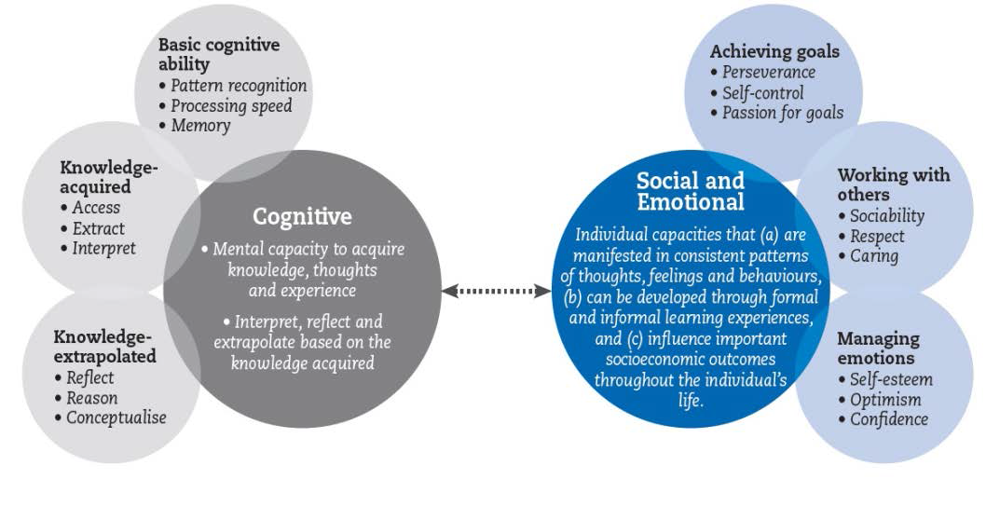 Basic cognitive
ability
• Pattern recognition
• Processing speed
• Memory
Knowledge-
acquired
• Access
• Extract
• Interpret
Knowledge-
extrapolated
• Reflect
• Reason
• Conceptualise
Cognitive
• Mental capacity to acquire
knowledge, thoughts
and experience
• Interpret, reflect and
extrapolate based on the
knowledge acquired
Social and
Emotional
Individual capacities that (a) are
manifested in consistent patterns
of thoughts, feelings and behaviours,
(b) can be developed through formal
and informal learning experiences,
and (c) influence important
socioeconomic outcomes
throughout the individual's
life.
Achieving goals
• Perseverance
• Self-control
• Passion for goals
Working with
others
• Sociability
• Respect
• Caring
Managing
emotions
• Self-esteem
• Optimism
• Confidence